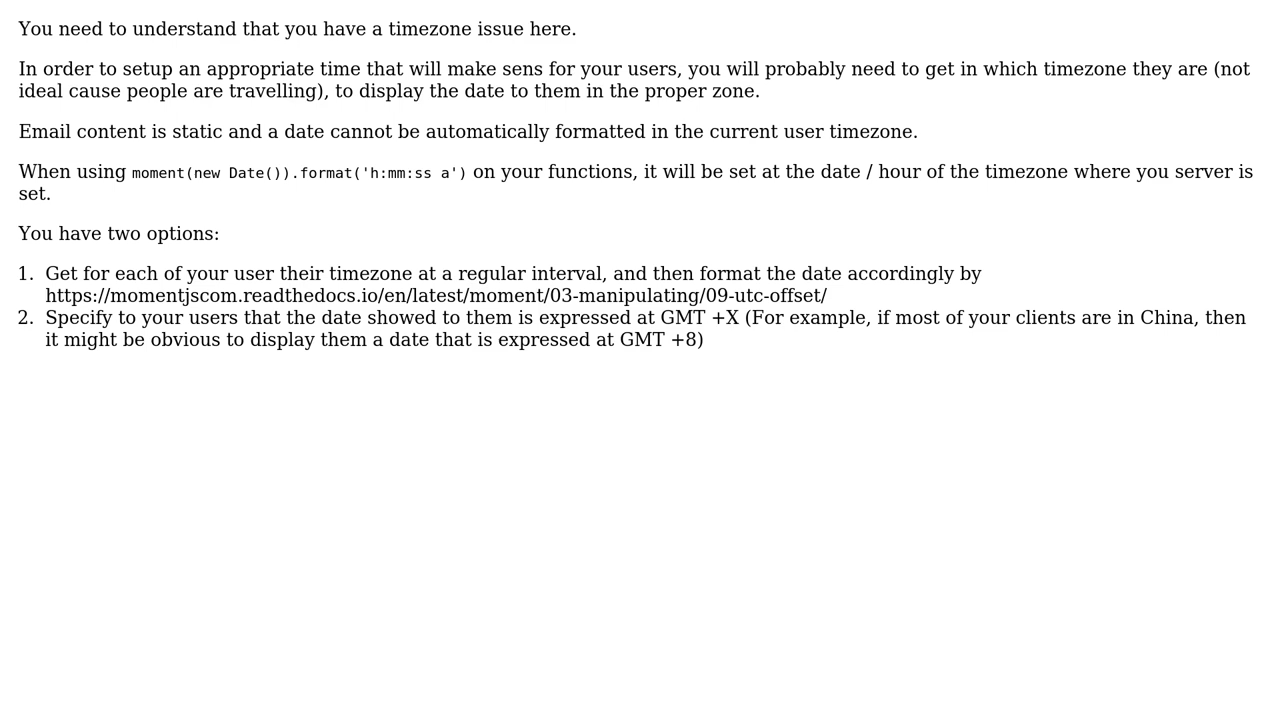 You need to understand that you have a timezone issue here.
In order to setup an appropriate time that will make sens for your users, you will probably need to get in which timezone they are (not
ideal cause people are travelling), to display the date to them in the proper zone.
Email content is static and a date cannot be automatically formatted in the current user timezone.
When using moment(new Date()).format('h:mm:ss a') on your functions, it will be set at the date / hour of the timezone where you server is
set.
You have two options:
1. Get for each of your user their timezone at a regular interval, and then format the date accordingly by
https://momentjscom.readthedocs.io/en/latest/moment/03-manipulating/09-utc-offset/
2. Specify to your users that the date showed to them is expressed at GMT +X (For example, if most of your clients are in China, then
it might be obvious to display them a date that is expressed at GMT +8)